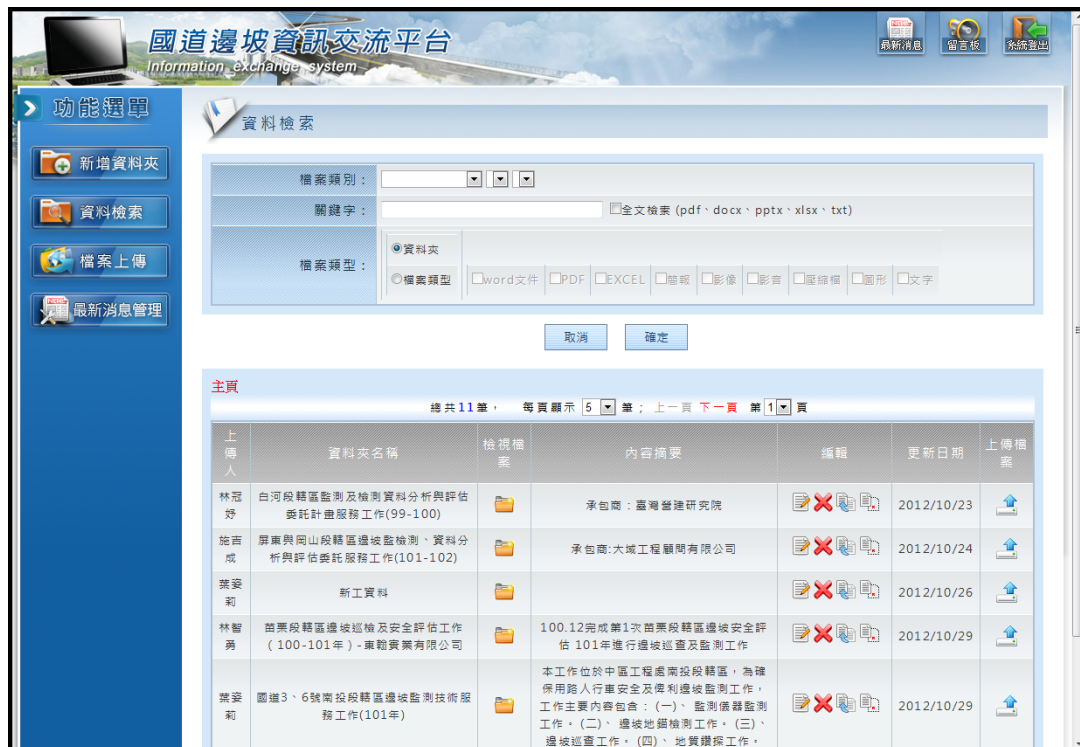 國道邊坡資訊交流平台
Information exchange system
最新消息
留言板
系統登出
功能選單
新增資料夾
資料檢索
檔案上傳
最新消息管理
資料檢索
檔案類別：
關鍵字：
全文檢索 (pdf、docx、pptx、xlsx、txt)
檔案類型：
資料夾
檔案類型
word文件 PDF EXCEL 簡報 影像 影音 壓縮檔 圖形 文字
取消 確定
主頁
總共11筆， 每頁顯示 5 筆； 上一頁 下一頁 第 1 頁
上傳人 資料夾名稱 檢視檔案 內容摘要 編輯 更新日期 上傳檔案
林冠妤
白河段轄區監測及檢測資料分析與評估
委託計畫服務工作(99-100)
承包商：臺灣營建研究院
2012/10/23
施吉成
屏東與岡山段轄區邊坡監檢測、資料分
析與評估委託服務工作(101-102)
承包商:大域工程顧問有限公司
2012/10/24
葉姿莉
新工資料
2012/10/26
林智勇
苗栗段轄區邊坡巡檢及安全評估工作
(100-101年)-東翰實業有限公司
100.12完成第1次苗栗段轄區邊坡安全評
估 101年進行邊坡巡查及監測工作
2012/10/29
葉姿莉
國道3、6號南投段轄區邊坡監測技術服
務工作(101年)
本工作位於中區工程處南投段轄區，為確
保用路人行車安全及俾利邊坡監測工作，
工作主要內容包含：(一)、 監測儀器監測
工作。(二)、 邊坡地錨檢測工作。(三)、
邊坡巡查工作。(四)、 地質鑽探工作。
2012/10/29